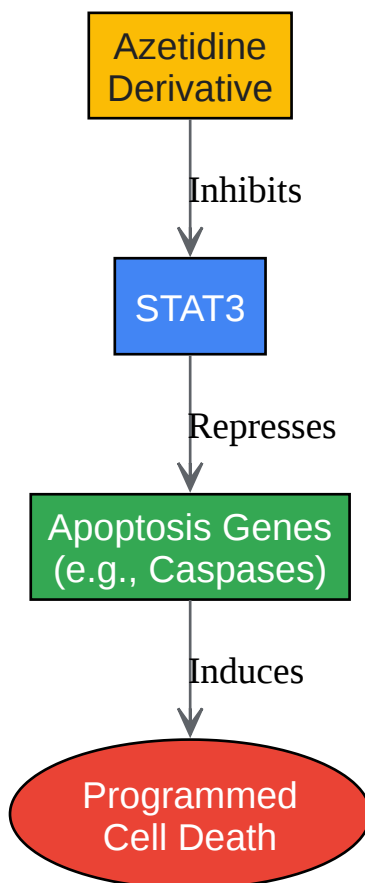 Azetidine
Derivative
Inhibits
STAT3
Represses
Apoptosis Genes
(e.g., Caspases)
Induces
Programmed
Cell Death